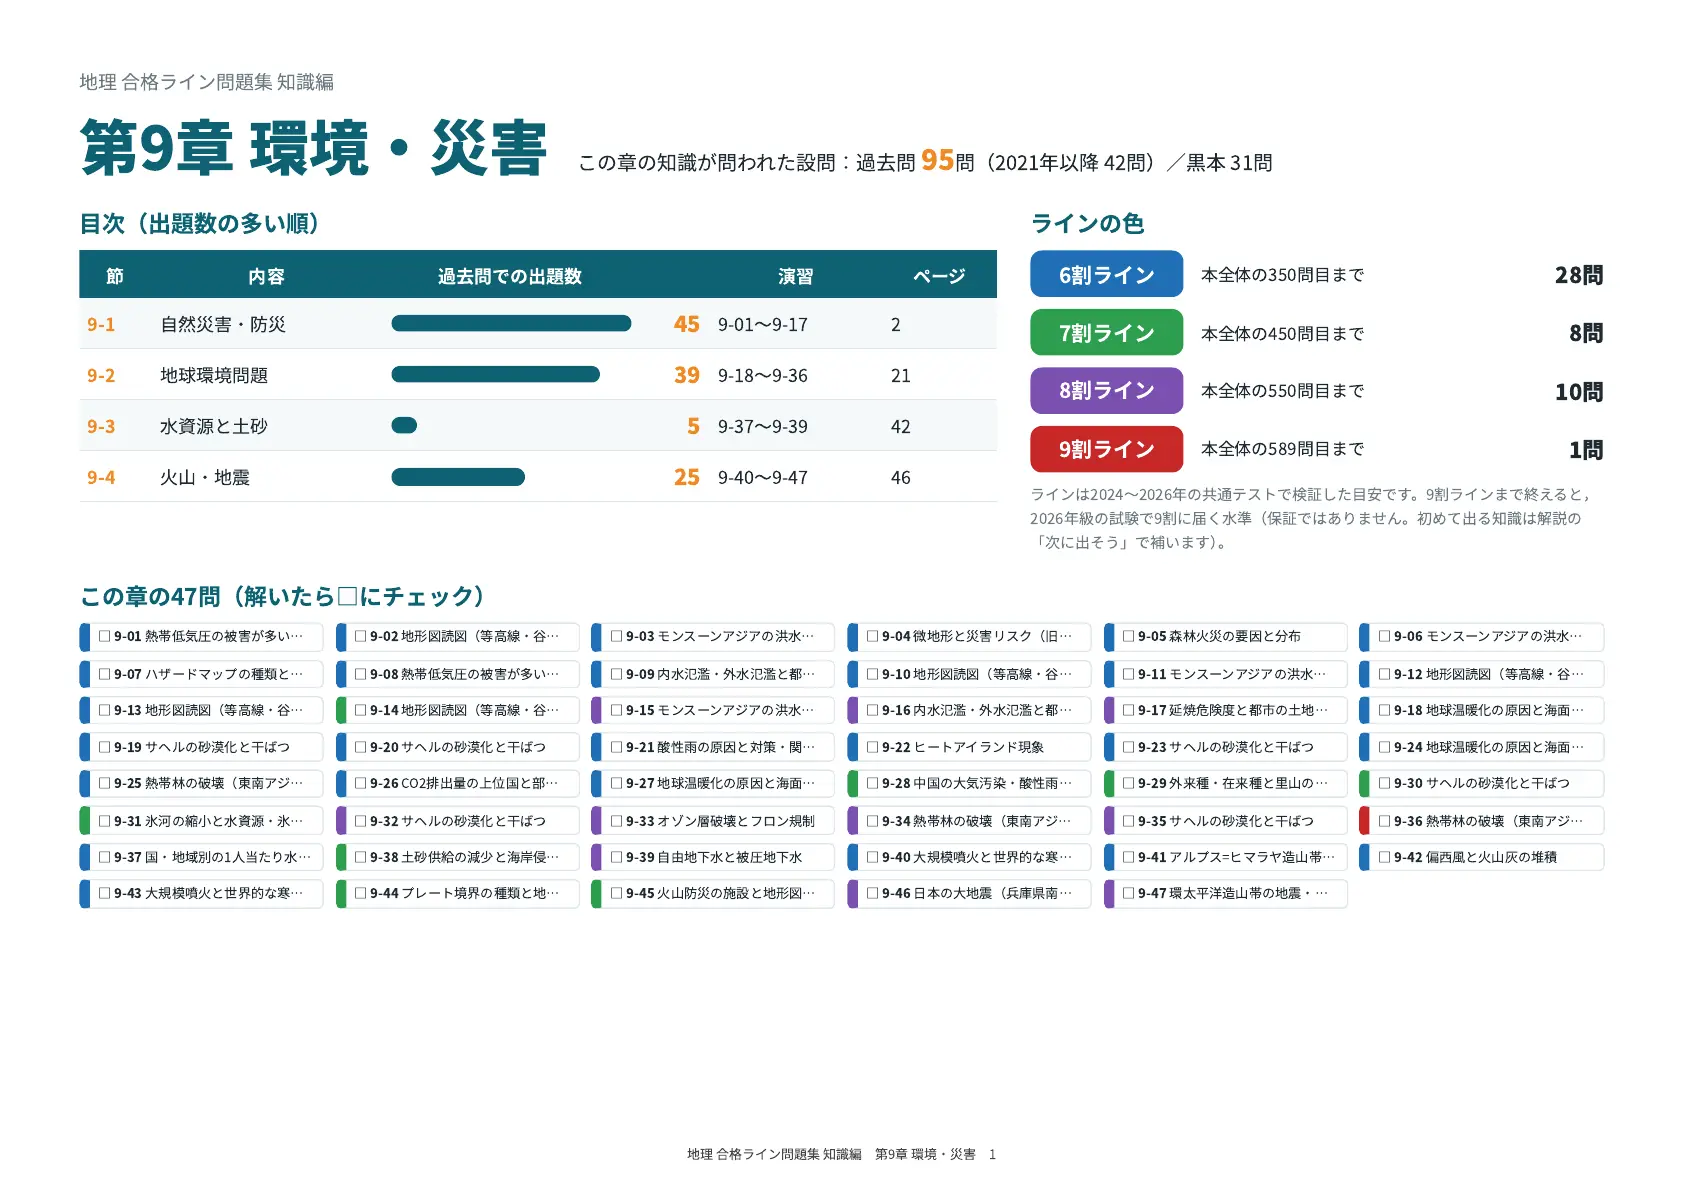 地理 合格ライン問題集 知識編
第9章 環境・災害 この章の知識が問われた設問：過去問 95問（2021年以降 42問）／黒本 31問
目次（出題数の多い順）
節 内容 過去問での出題数 演習 ページ
9-1 自然災害・防災 45 9-01〜9-17 2
9-2 地球環境問題 39 9-18〜9-36 21
9-3 水資源と土砂 5 9-37〜9-39 42
9-4 火山・地震 25 9-40〜9-47 46
ラインの色
6割ライン 本全体の350問目まで 28問
7割ライン 本全体の450問目まで 8問
8割ライン 本全体の550問目まで 10問
9割ライン 本全体の589問目まで 1問
ラインは2024〜2026年の共通テストで検証した目安です。9割ラインまで終えると，
2026年級の試験で9割に届く水準（保証ではありません。初めて出る知識は解説の
「次に出そう」で補います）。
この章の47問（解いたら□にチェック）
□ 9-01 熱帯低気圧の被害が多い… □ 9-02 地形図読図（等高線・谷… □ 9-03 モンスーンアジアの洪水… □ 9-04 微地形と災害リスク（旧… □ 9-05 森林火災の要因と分布 □ 9-06 モンスーンアジアの洪水…
□ 9-07 ハザードマップの種類と… □ 9-08 熱帯低気圧の被害が多い… □ 9-09 内水氾濫・外水氾濫と都… □ 9-10 地形図読図（等高線・谷… □ 9-11 モンスーンアジアの洪水… □ 9-12 地形図読図（等高線・谷…
□ 9-13 地形図読図（等高線・谷… □ 9-14 地形図読図（等高線・谷… □ 9-15 モンスーンアジアの洪水… □ 9-16 内水氾濫・外水氾濫と都… □ 9-17 延焼危険度と都市の土地… □ 9-18 地球温暖化の原因と海面…
□ 9-19 サヘルの砂漠化と干ばつ □ 9-20 サヘルの砂漠化と干ばつ □ 9-21 酸性雨の原因と対策・関… □ 9-22 ヒートアイランド現象 □ 9-23 サヘルの砂漠化と干ばつ □ 9-24 地球温暖化の原因と海面…
□ 9-25 熱帯林の破壊（東南アジ… □ 9-26 CO2排出量の上位国と部… □ 9-27 地球温暖化の原因と海面… □ 9-28 中国の大気汚染・酸性雨… □ 9-29 外来種・在来種と里山の… □ 9-30 サヘルの砂漠化と干ばつ
□ 9-31 氷河の縮小と水資源・氷… □ 9-32 サヘルの砂漠化と干ばつ □ 9-33 オゾン層破壊とフロン規制 □ 9-34 熱帯林の破壊（東南アジ… □ 9-35 サヘルの砂漠化と干ばつ □ 9-36 熱帯林の破壊（東南アジ…
□ 9-37 国・地域別の1人当たり水… □ 9-38 土砂供給の減少と海岸侵… □ 9-39 自由地下水と被圧地下水 □ 9-40 大規模噴火と世界的な寒… □ 9-41 アルプス=ヒマラヤ造山帯… □ 9-42 偏西風と火山灰の堆積
□ 9-43 大規模噴火と世界的な寒… □ 9-44 プレート境界の種類と地… □ 9-45 火山防災の施設と地形図… □ 9-46 日本の大地震（兵庫県南… □ 9-47 環太平洋造山帯の地震・…
地理 合格ライン問題集 知識編 第9章 環境・災害 1